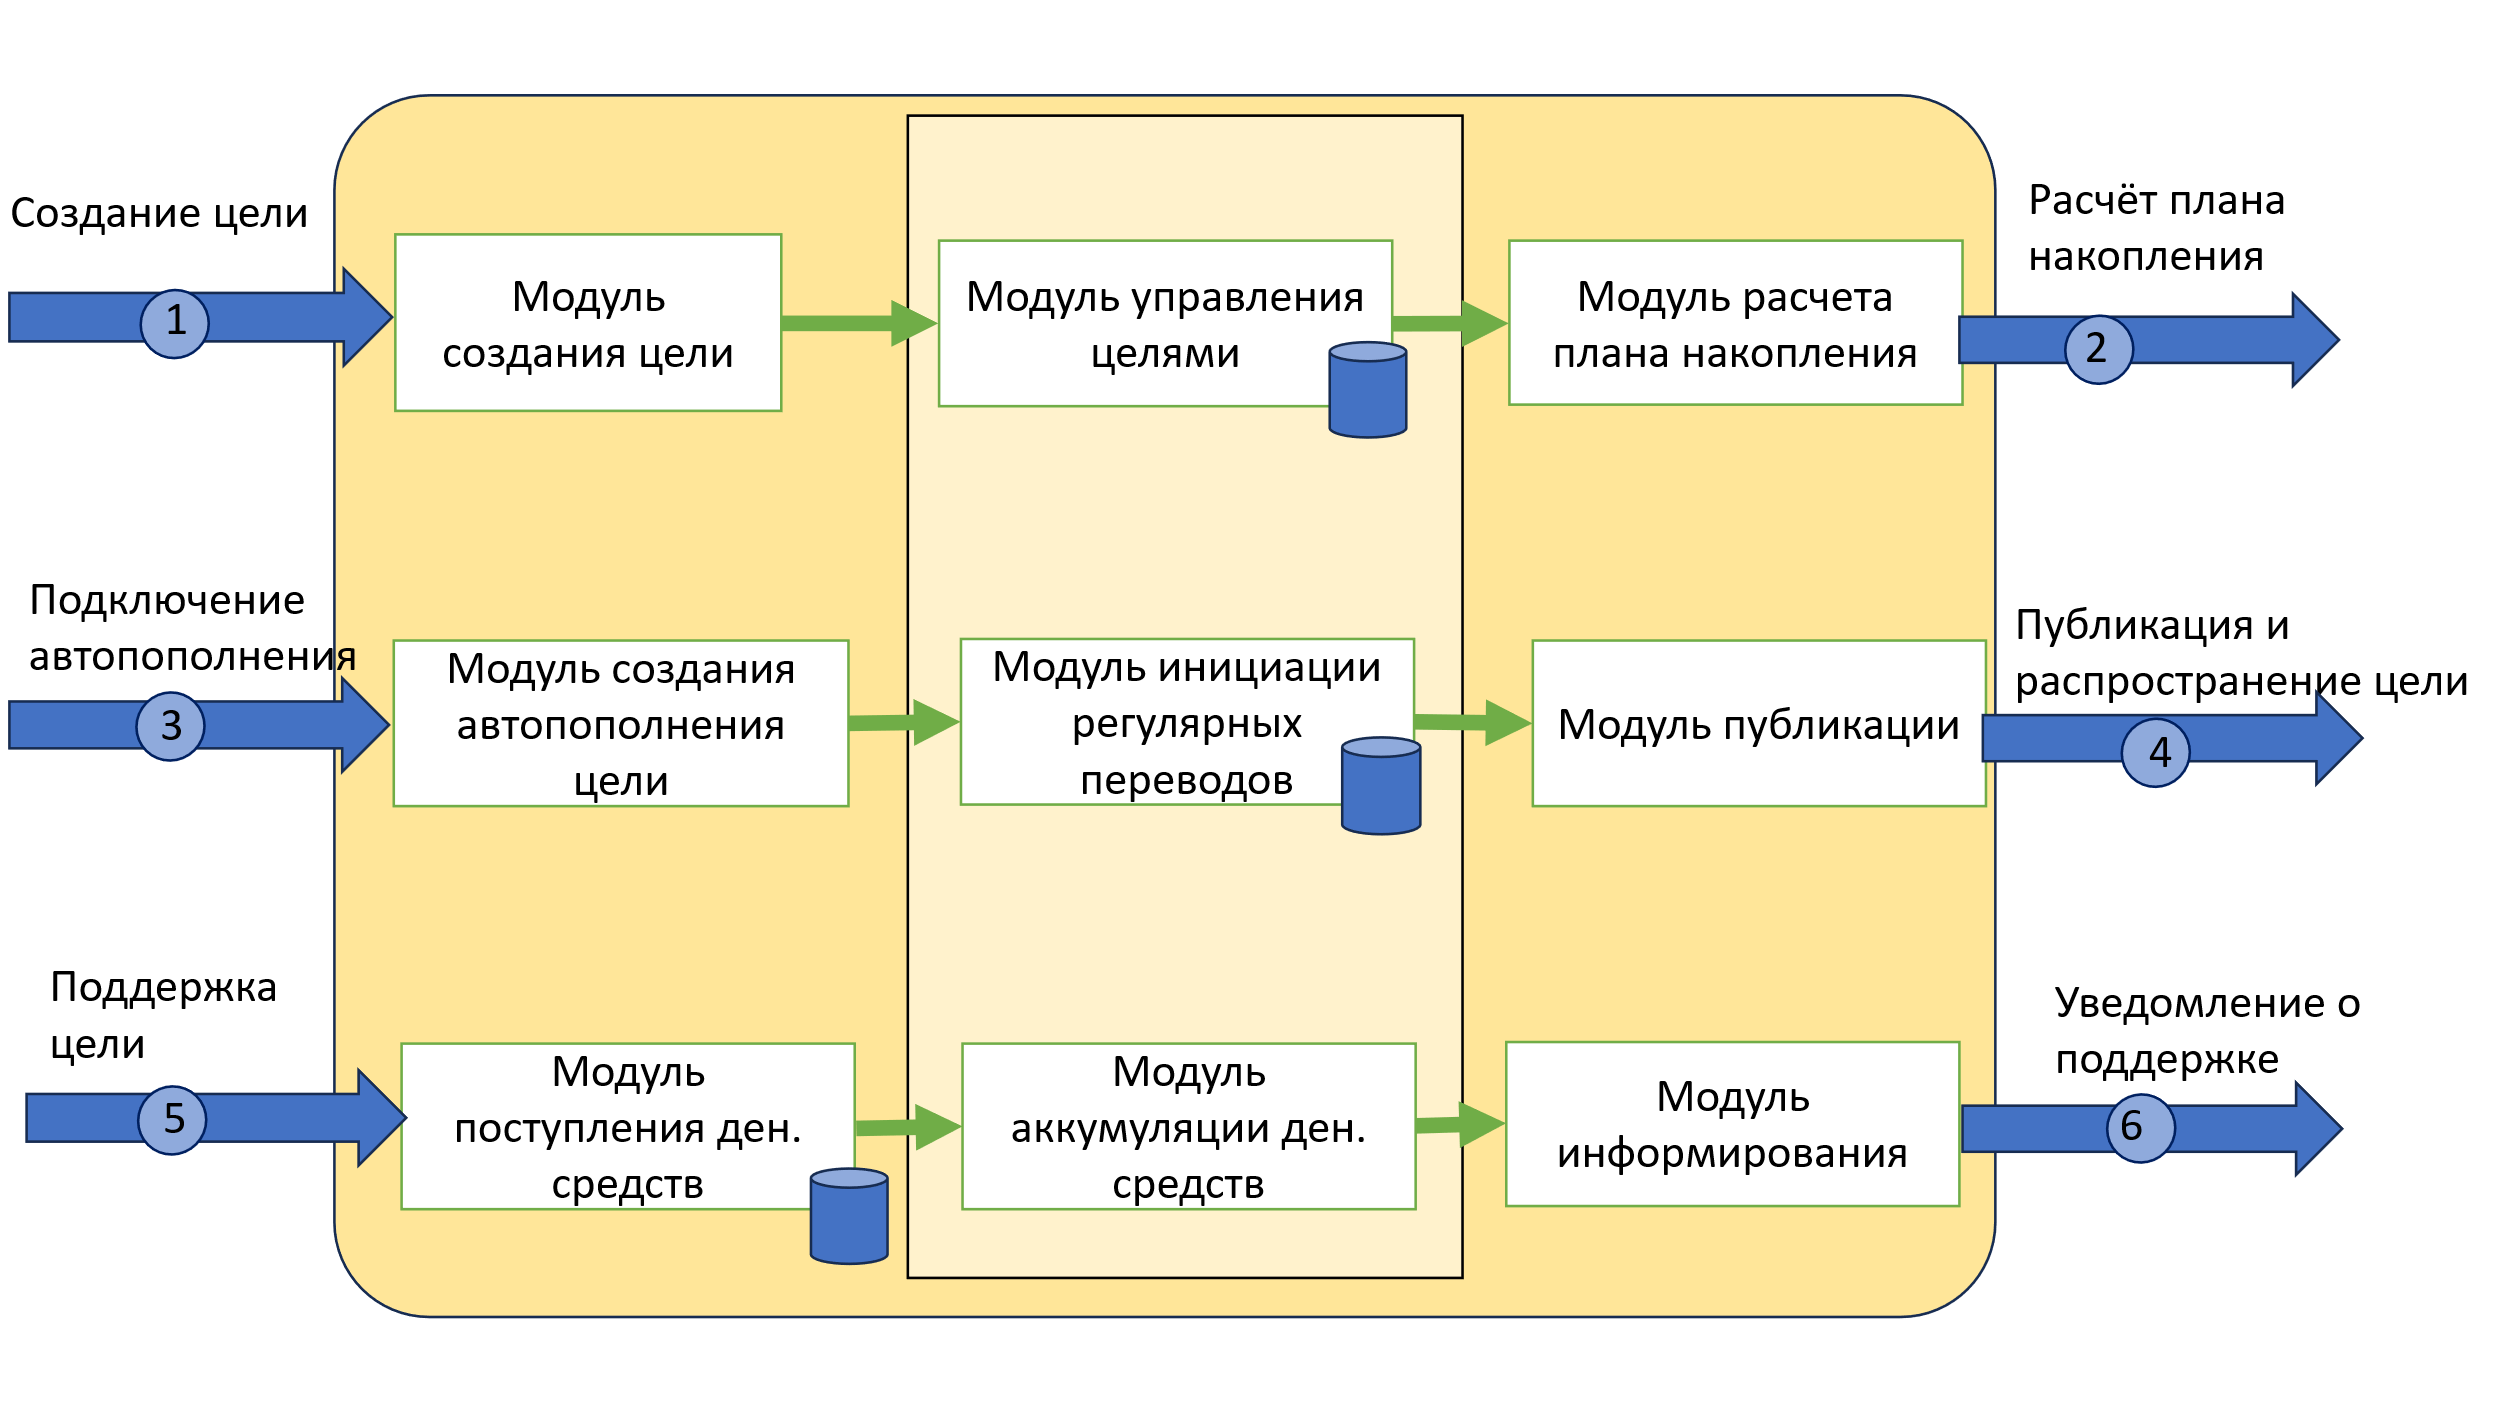 Создание цели
1
Модуль
создания цели
Модуль управления
целями
Модуль расчета
плана накопления
Расчёт плана
накопления
2
Подключение
автопополнения
3
Модуль создания
автопополнения
цели
Модуль инициации
регулярных
переводов
Модуль публикации
Публикация и
распространение цели
4
Поддержка
цели
5
Модуль
поступления ден.
средств
Модуль
аккумуляции ден.
средств
Модуль
информирования
Уведомление о
поддержке
6